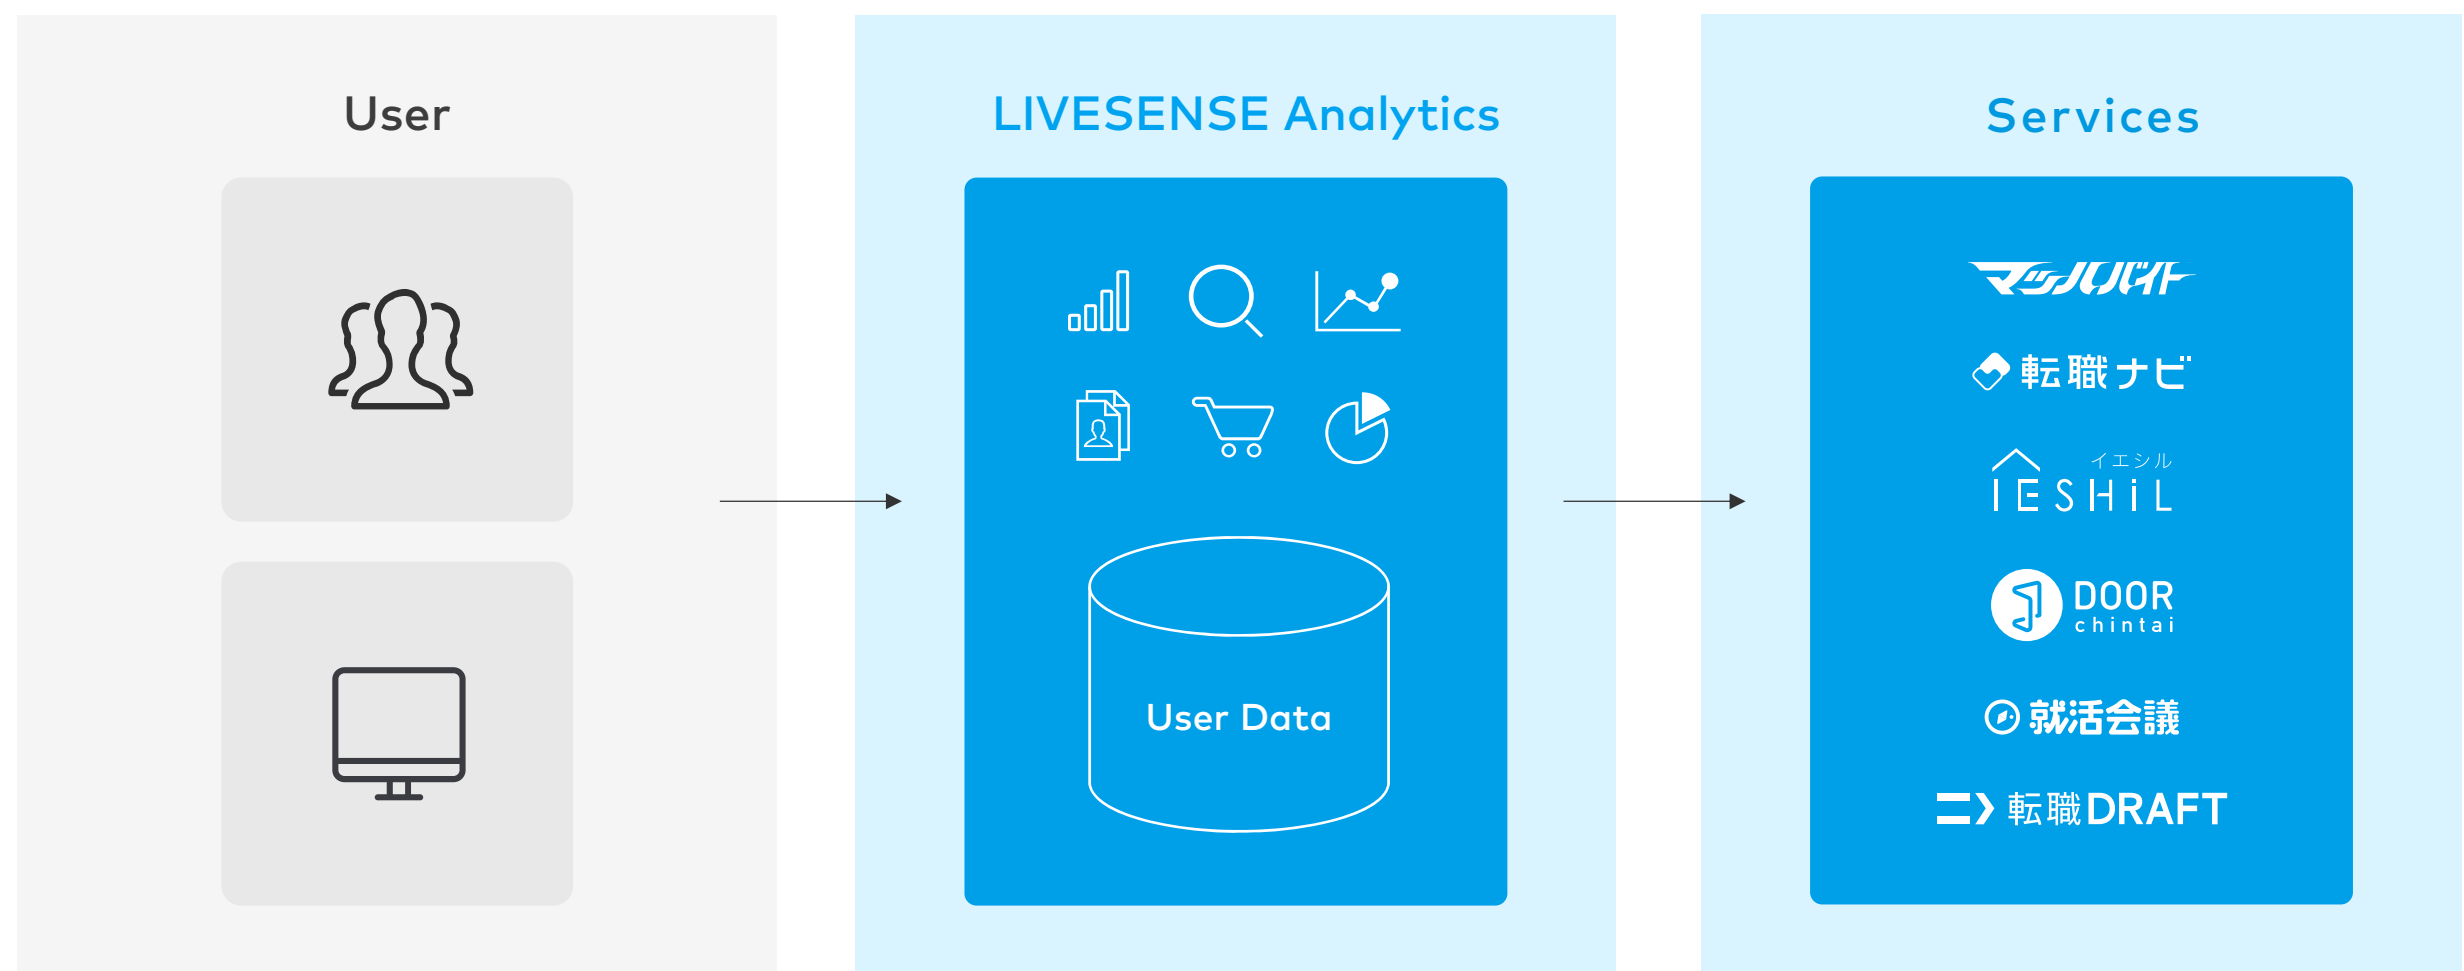 User
LIVESENSE Analytics
User Data
Services
マッハバイト
転職ナビ
イエシル
IESHiL
DOOR
chintai
就活会議
転職DRAFT